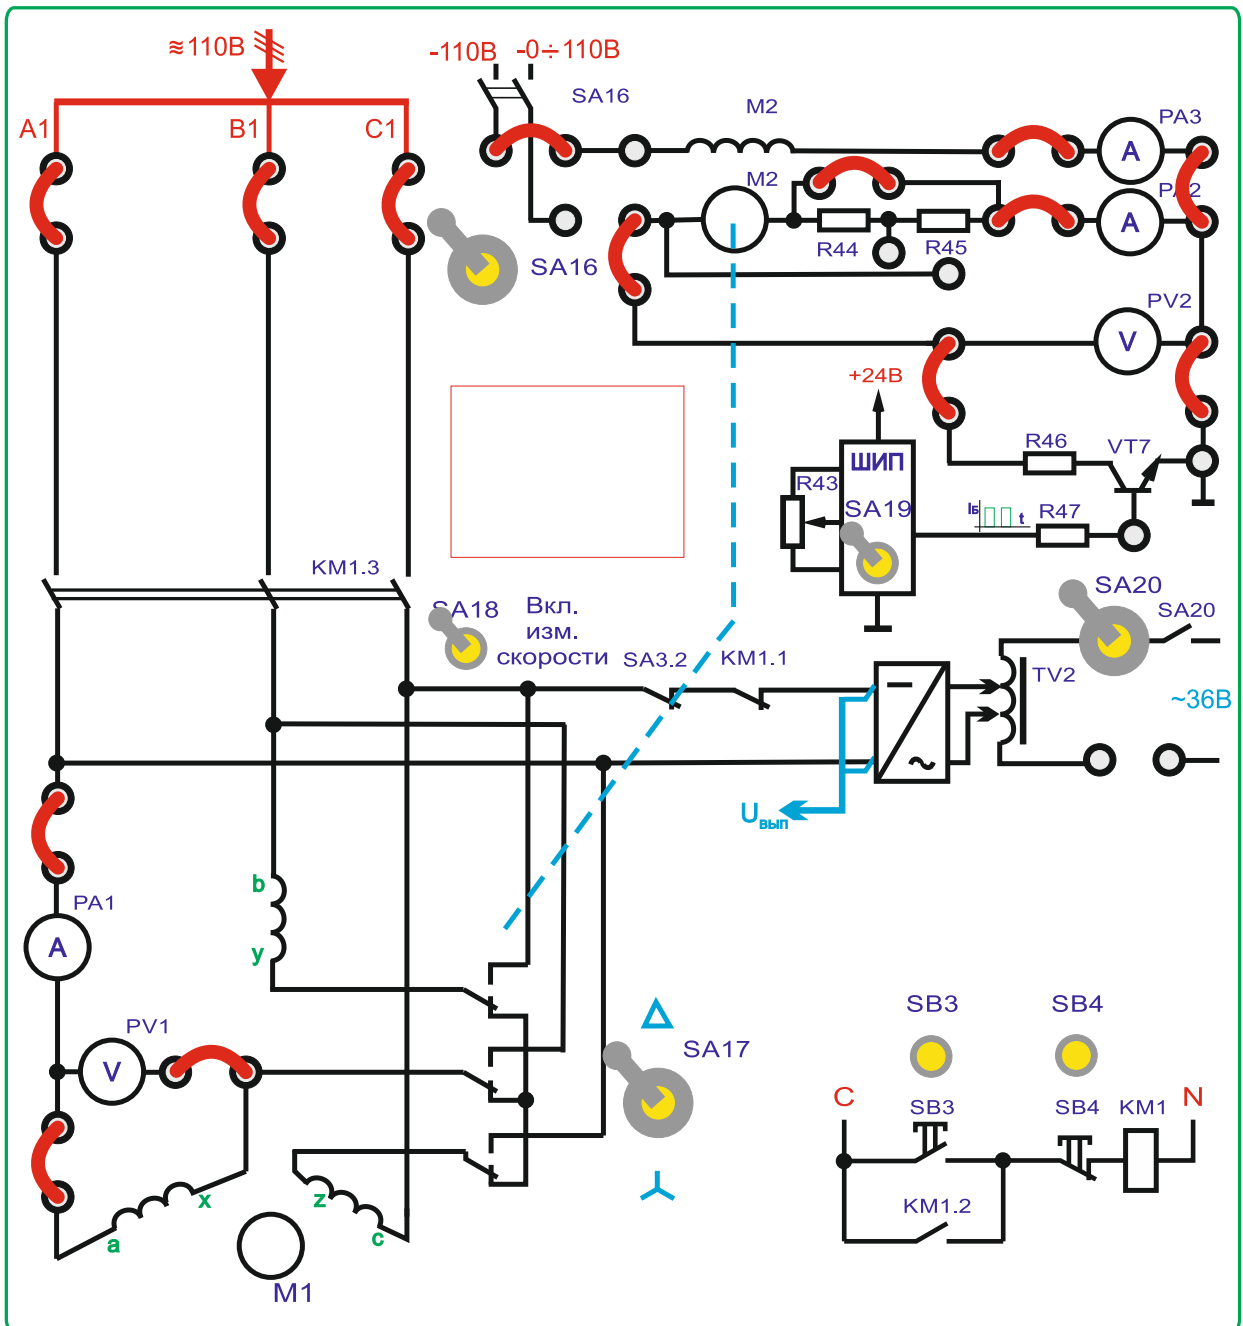 ≋110В
-110В
-0÷110В
A1
B1
C1
SA16
M2
PA3
A
M2
PA2
A
R44
R45
SA16
PV2
V
+24В
ШИП
R43
SA19
R46
VT7
Iб
t
R47
KM1.3
SA18
Вкл.
изм.
скорости
SA3.2
KM1.1
SA20
SA20
TV2
~36В
Uвып
b
y
PA1
A
PV1
V
SA17
x
a
z
c
M1
SB3
SB4
C
SB3
SB4
KM1
N
KM1.2